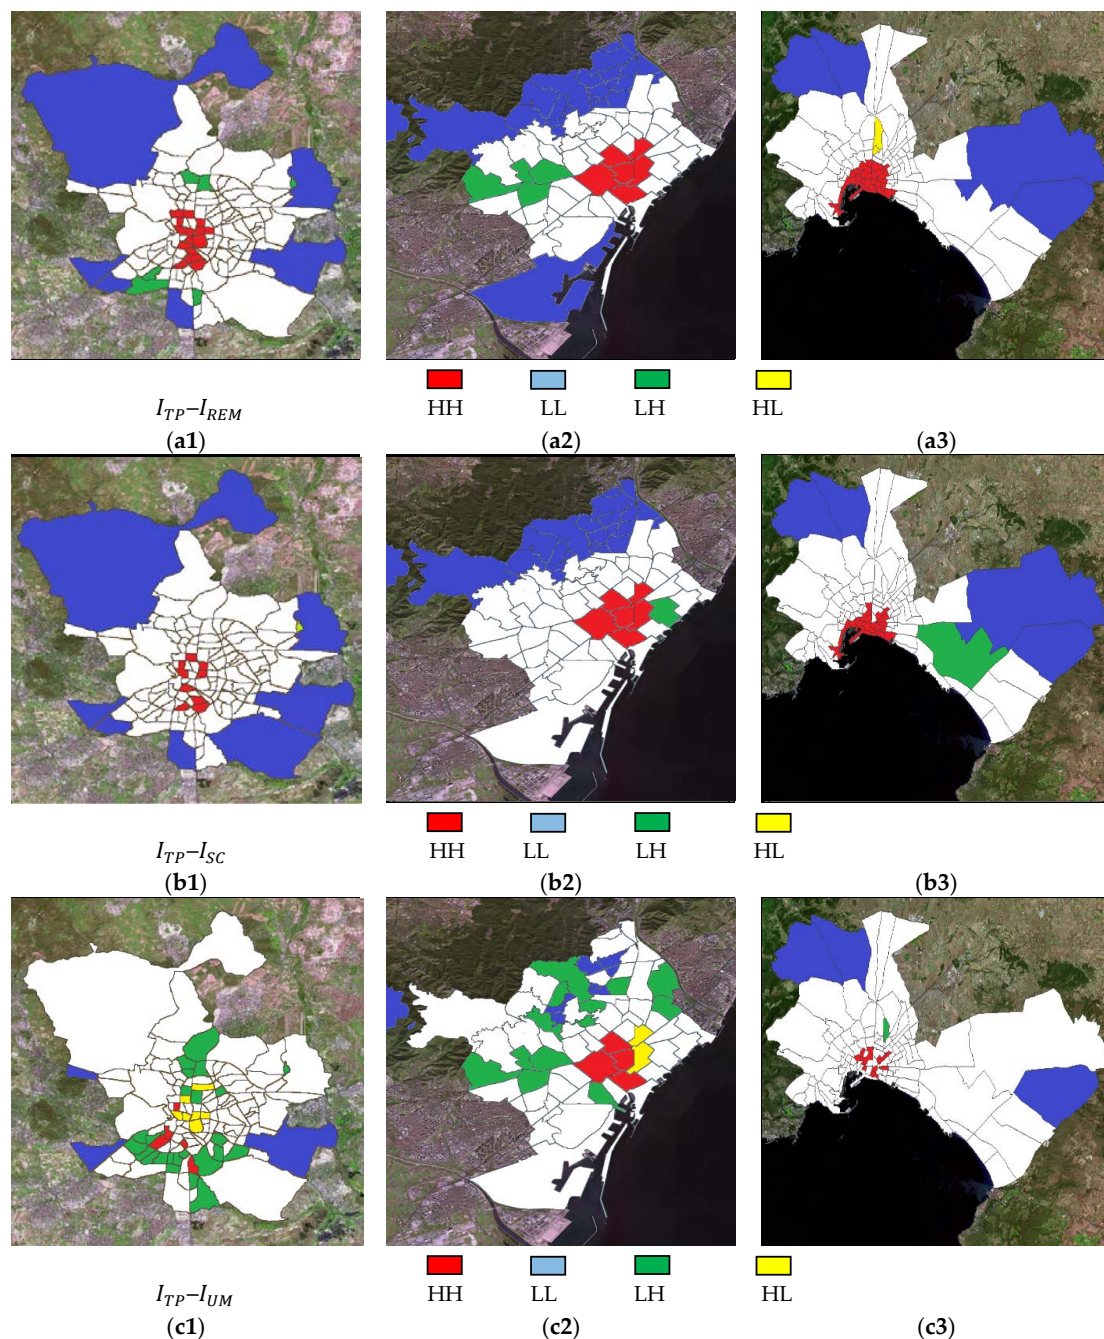 HH LL LH HL
I_TP–I_REM
(a1) (a2) (a3)
HH LL LH HL
I_TP–I_SC
(b1) (b2) (b3)
HH LL LH HL
I_TP–I_UM
(c1) (c2) (c3)